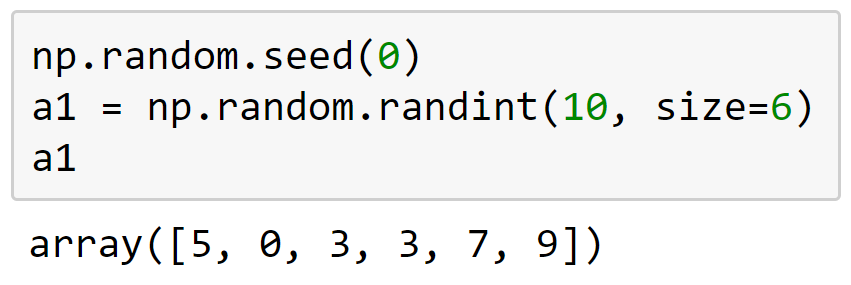 np.random.seed(0)
a1 = np.random.randint(10, size=6)
a1
array([5, 0, 3, 3, 7, 9])